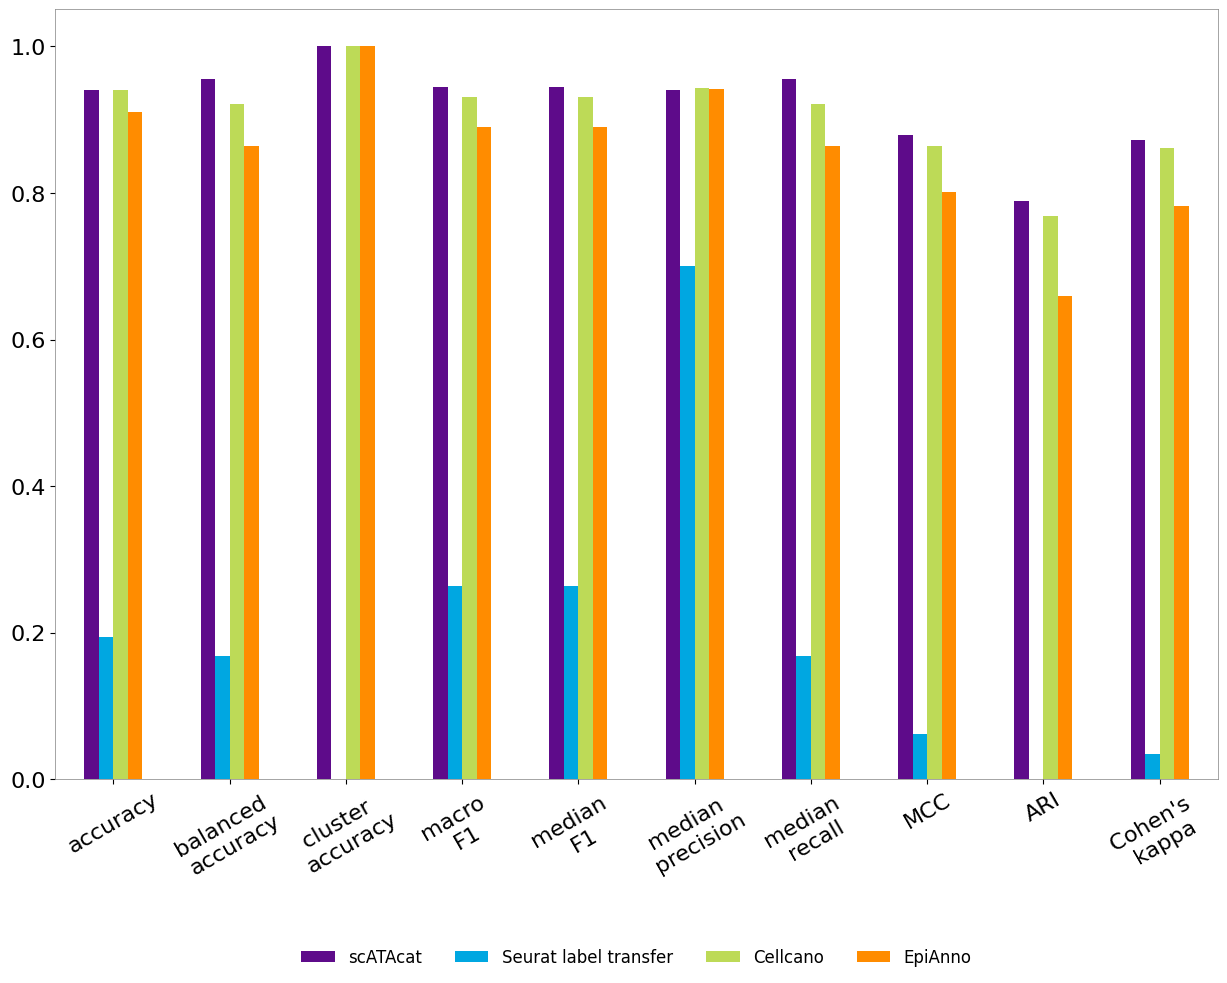 1.0
0.8
0.6
0.4
0.2
0.0
accuracy
balanced
accuracy
cluster
accuracy
macro
F1
median
F1
median
precision
median
recall
MCC
ARI
Cohen's
kappa
scATAcat
Seurat label transfer
Cellcano
EpiAnno